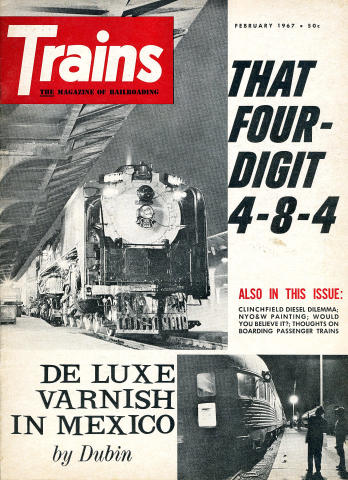 FEBRUARY 1967 • 50c
Trains
THE MAGAZINE OF RAILROADING
THAT
FOUR-
DIGIT
4-8-4
ALSO IN THIS ISSUE:
CLINCHFIELD DIESEL DILEMMA;
NYO&W PAINTING; WOULD
YOU BELIEVE IT?; THOUGHTS ON
BOARDING PASSENGER TRAINS
DE LUXE
VARNISH
IN MEXICO
by Dubin